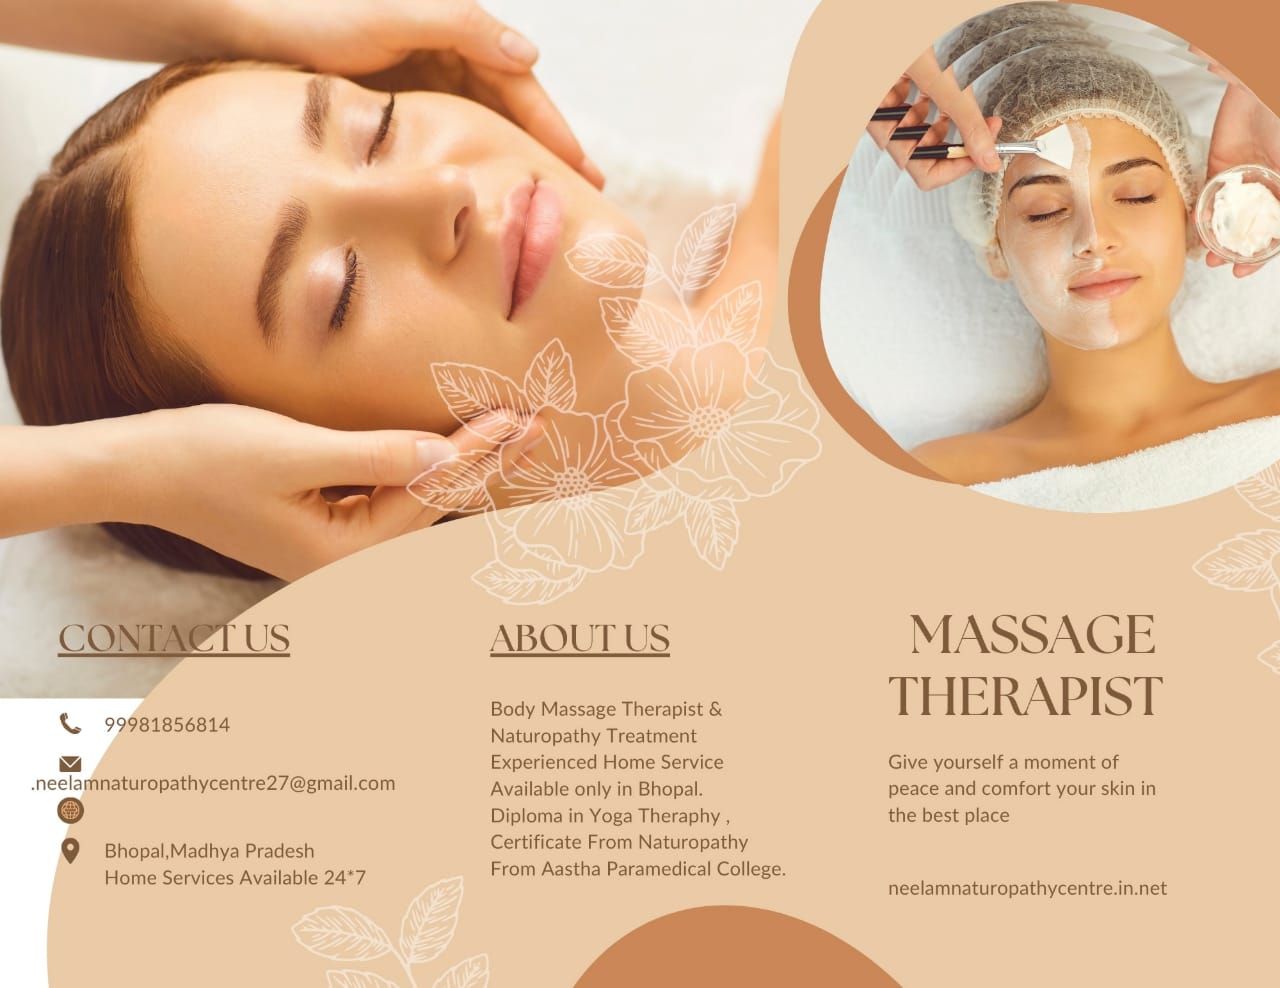 CONTACT US
99981856814
.neelamnaturopathycentre27@gmail.com
Bhopal,Madhya Pradesh
Home Services Available 24*7
ABOUT US
Body Massage Therapist &
Naturopathy Treatment
Experienced Home Service
Available only in Bhopal.
Diploma in Yoga Theraphy ,
Certificate From Naturopathy
From Aastha Paramedical College.
MASSAGE
THERAPIST
Give yourself a moment of
peace and comfort your skin in
the best place
neelamnaturopathycentre.in.net